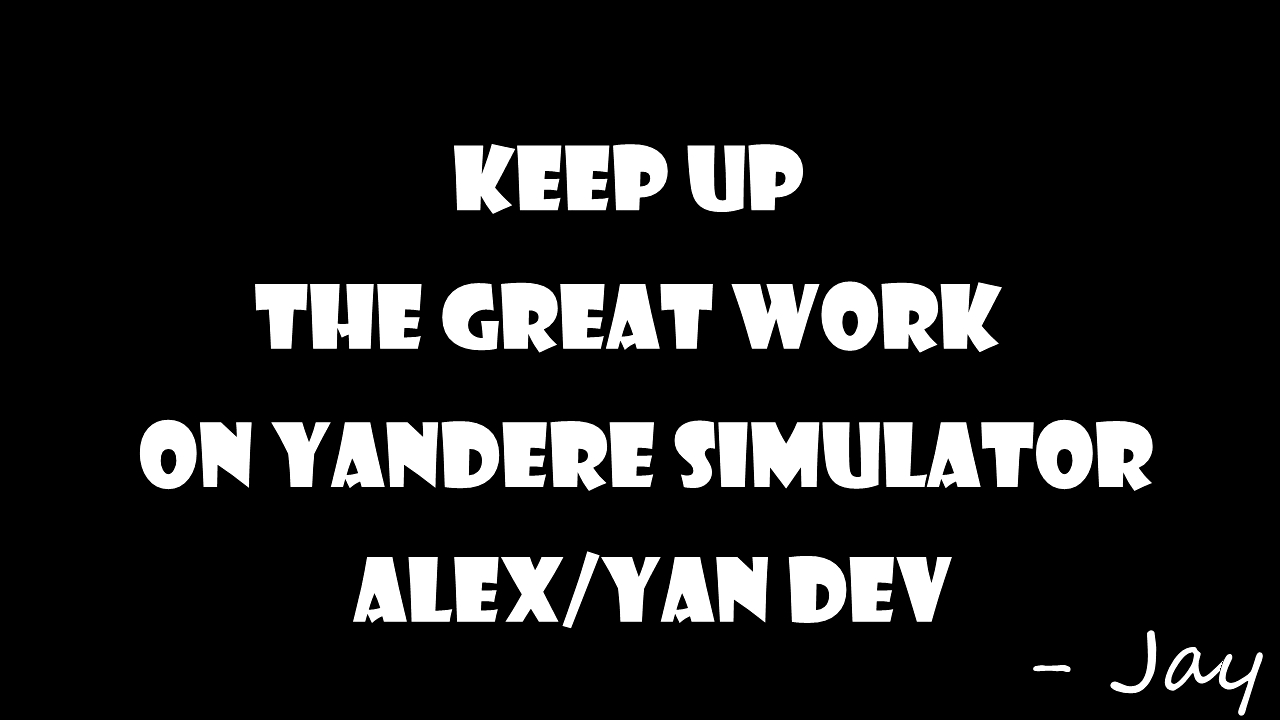 KEEP UP
THE GREAT WORK
ON YANDERE SIMULATOR
ALEX/YAN DEV
- Jay